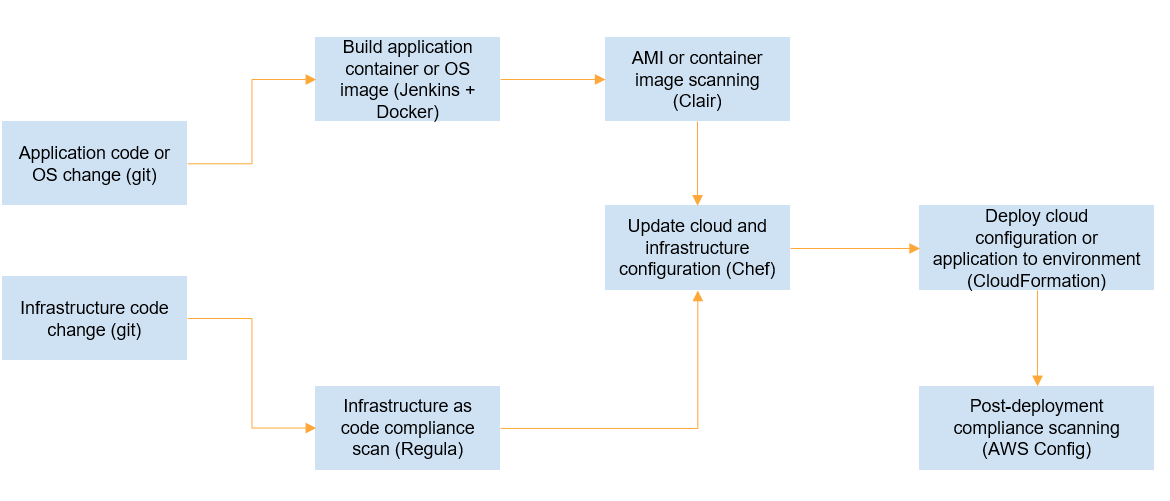 Build application
container or OS
image (Jenkins +
Docker)
AMI or container
image scanning
(Clair)
Application code or
OS change (git)
Update cloud and
infrastructure
configuration (Chef)
Deploy cloud
configuration or
application to environment
(CloudFormation)
Infrastructure code
change (git)
Infrastructure as
code compliance
scan (Regula)
Post-deployment
compliance scanning
(AWS Config)